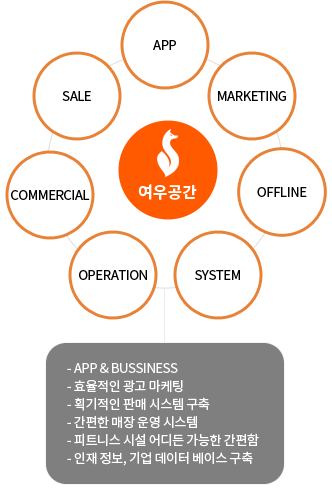 APP
SALE
MARKETING
여우공간
COMMERCIAL
OFFLINE
OPERATION
SYSTEM
- APP & BUSSINESS
- 효율적인 광고 마케팅
- 획기적인 판매 시스템 구축
- 간편한 매장 운영 시스템
- 피트니스 시설 어디든 가능한 간편함
- 인재 정보, 기업 데이터 베이스 구축